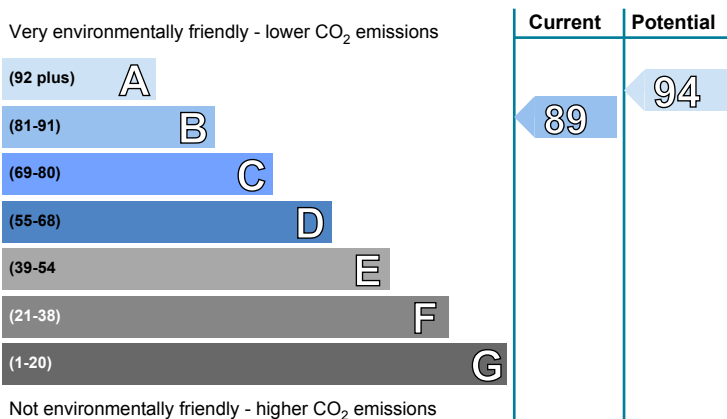 Very environmentally friendly - lower CO2 emissions
Current
Potential
(92 plus) A
(81-91) B
(69-80) C
(55-68) D
(39-54 E
(21-38) F
(1-20) G
89
94
Not environmentally friendly - higher CO2 emissions